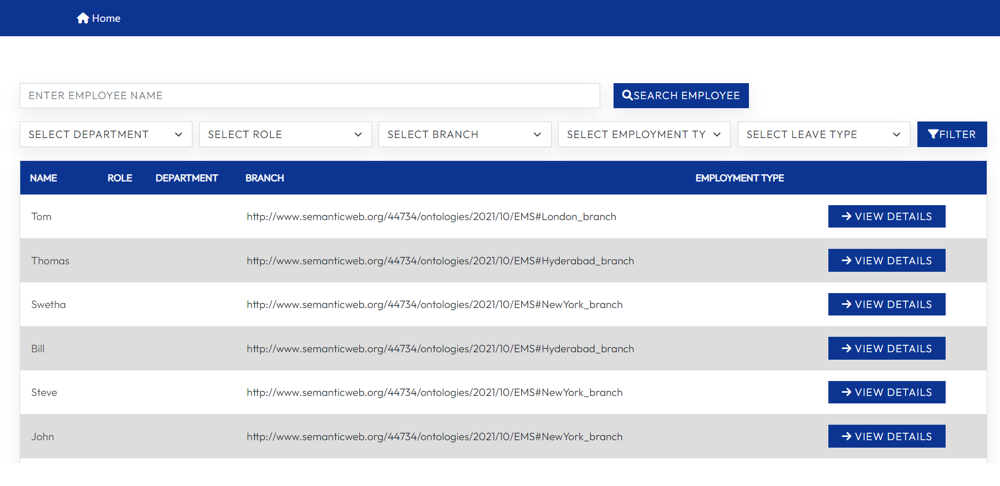 Home
ENTER EMPLOYEE NAME SEARCH EMPLOYEE
SELECT DEPARTMENT SELECT ROLE SELECT BRANCH SELECT EMPLOYMENT TY SELECT LEAVE TYPE FILTER
NAME ROLE DEPARTMENT BRANCH EMPLOYMENT TYPE
Tom http://www.semanticweb.org/44734/ontologies/2021/10/EMS#London_branch VIEW DETAILS
Thomas http://www.semanticweb.org/44734/ontologies/2021/10/EMS#Hyderabad_branch VIEW DETAILS
Swetha http://www.semanticweb.org/44734/ontologies/2021/10/EMS#NewYork_branch VIEW DETAILS
Bill http://www.semanticweb.org/44734/ontologies/2021/10/EMS#Hyderabad_branch VIEW DETAILS
Steve http://www.semanticweb.org/44734/ontologies/2021/10/EMS#NewYork_branch VIEW DETAILS
John http://www.semanticweb.org/44734/ontologies/2021/10/EMS#NewYork_branch VIEW DETAILS